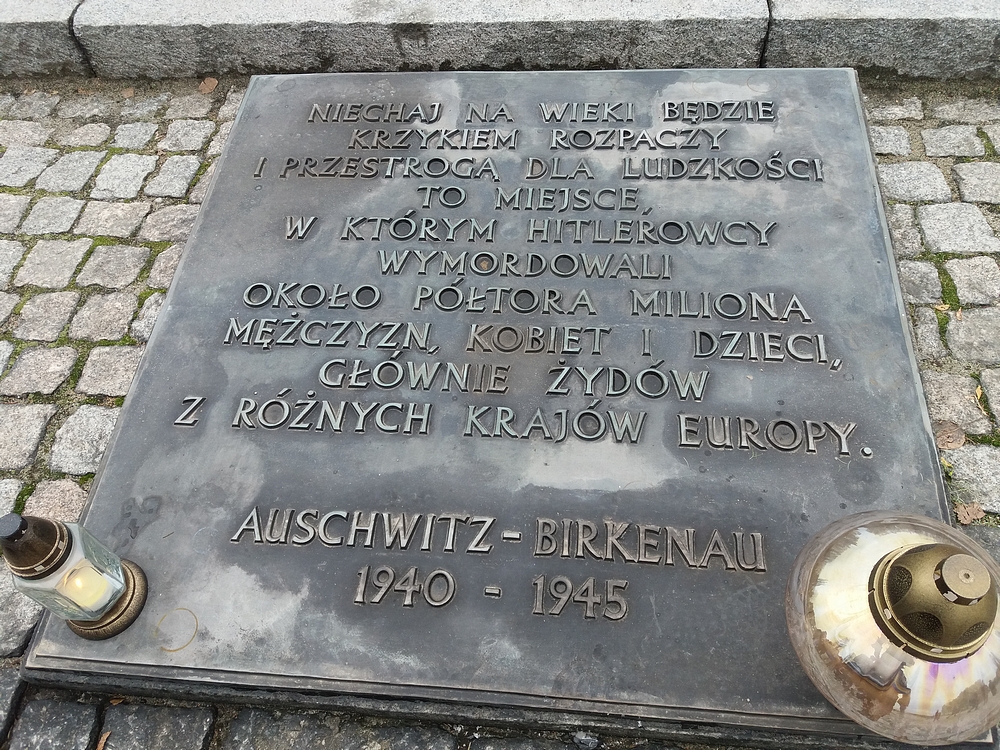 NIECHAJ NA WIEKI BĘDZIE
KRZYKIEM ROZPACZY
I PRZESTROGĄ DLA LUDZKOŚCI
TO MIEJSCE,
W KTÓRYM HITLEROWCY
WYMORDOWALI
OKOŁO PÓŁTORA MILIONA
MĘŻCZYZN, KOBIET I DZIECI,
GŁÓWNIE ŻYDÓW
Z RÓŻNYCH KRAJÓW EUROPY.
AUSCHWITZ - BIRKENAU
1940 - 1945